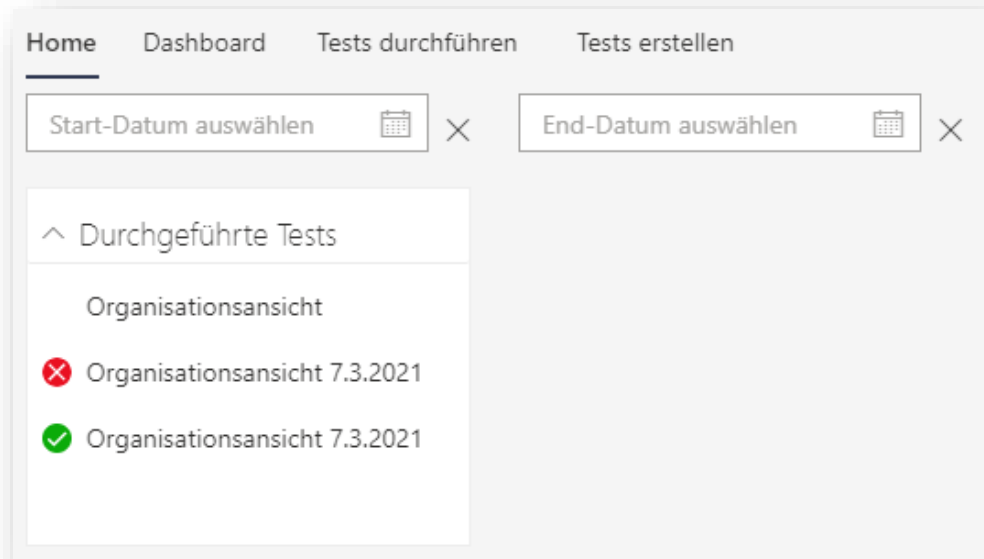 Home Dashboard Tests durchführen Tests erstellen
Start-Datum auswählen End-Datum auswählen
Durchgeführte Tests
Organisationsansicht
Organisationsansicht 7.3.2021
Organisationsansicht 7.3.2021